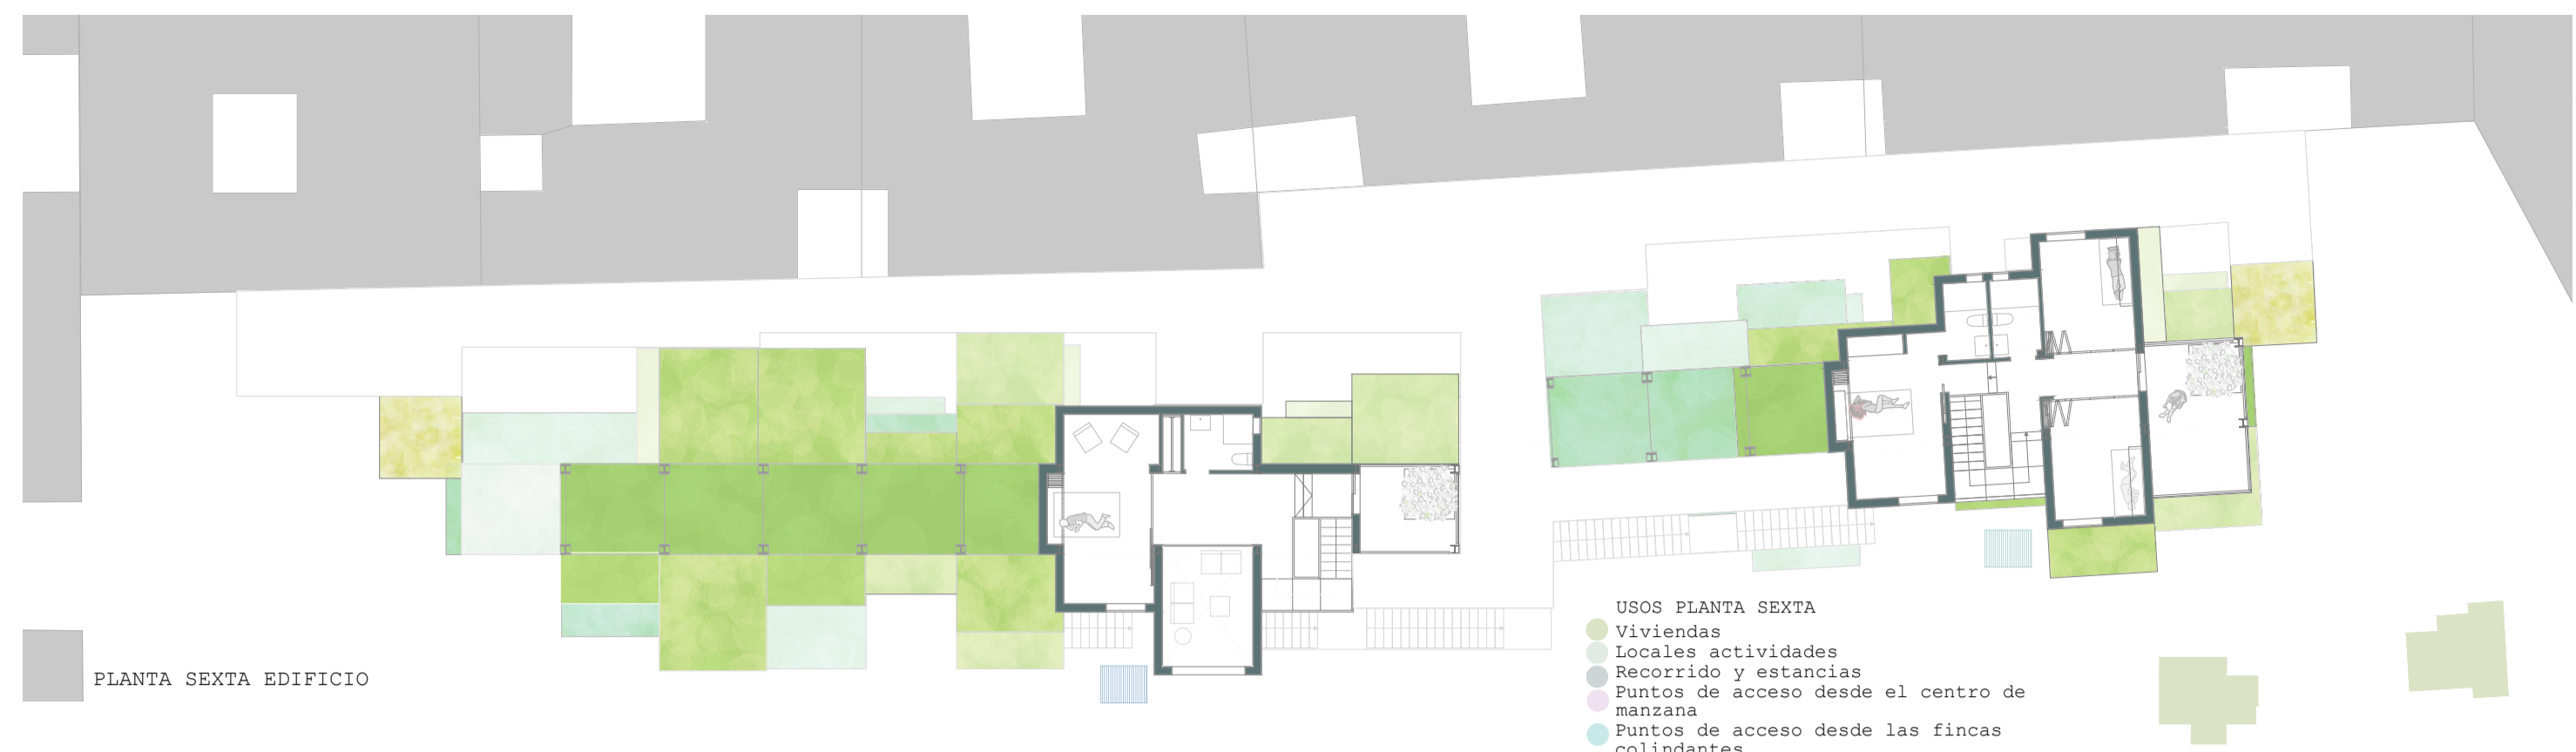 USOS PLANTA SEXTA
Viviendas
Locales actividades
Recorrido y estancias
PLANTA SEXTA EDIFICIO
Puntos de acceso desde el centro de
manzana
Puntos de acceso desde las fincas
colindantes